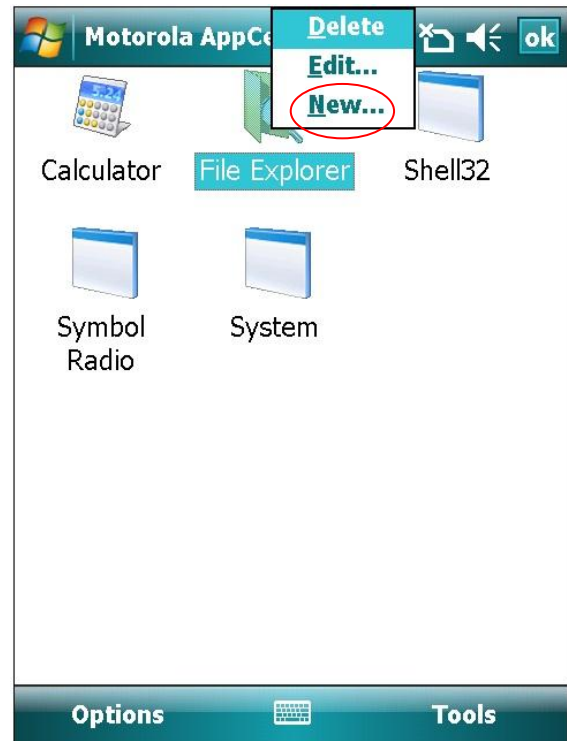 Motorola AppCe
Delete
Edit...
New...
ok
Calculator
File Explorer
Shell32
Symbol
Radio
System
Options
Tools